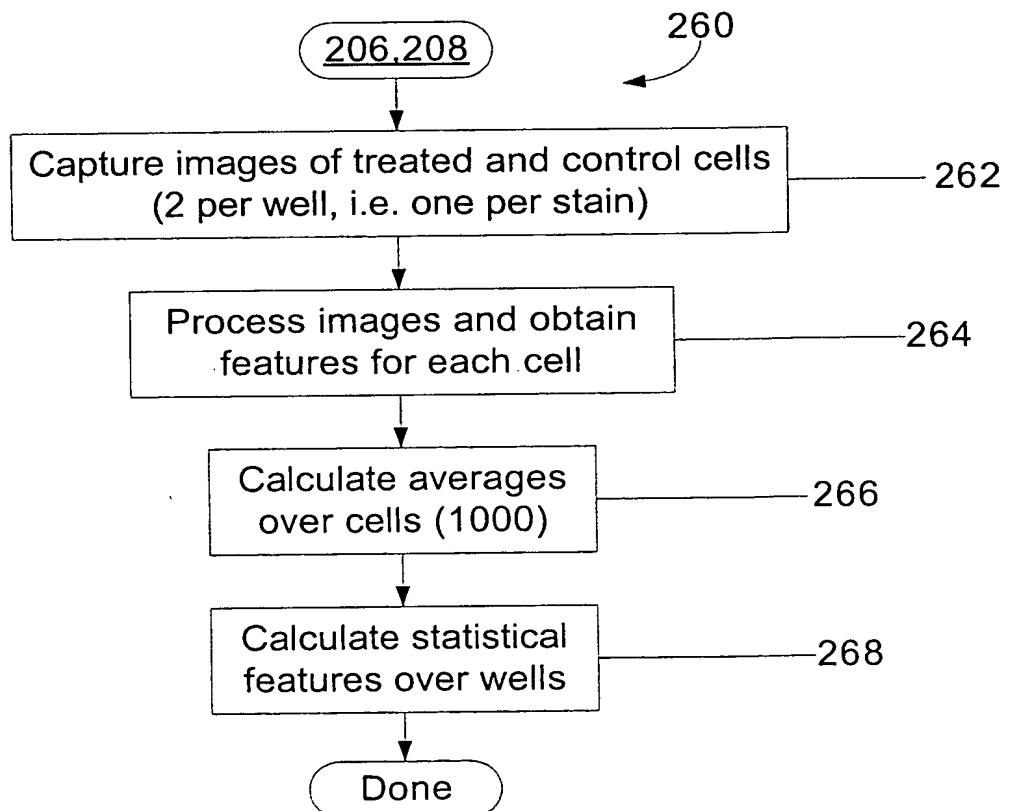 206,208
260
Capture images of treated and control cells
(2 per well, i.e. one per stain)
262
Process images and obtain
features for each cell
264
Calculate averages
over cells (1000)
266
Calculate statistical
features over wells
268
Done